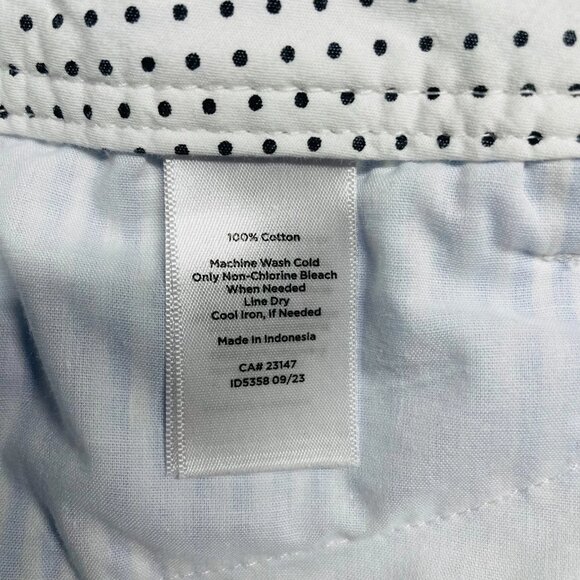 100% Cotton
Machine Wash Cold
Only Non-Chlorine Bleach
When Needed
Line Dry
Cool Iron, If Needed
Made in Indonesia
CA# 23147
ID5358 09/23